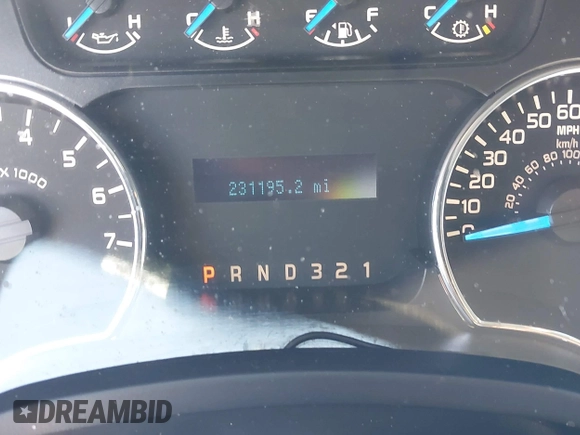 L H C H E F C H
4 5 6 7
X 1000
60 50 40 30 20 10 0
MPH
km/h
20 40 60 80 100
231195.2 mi
P R N D 3 2 1
DREAMBID